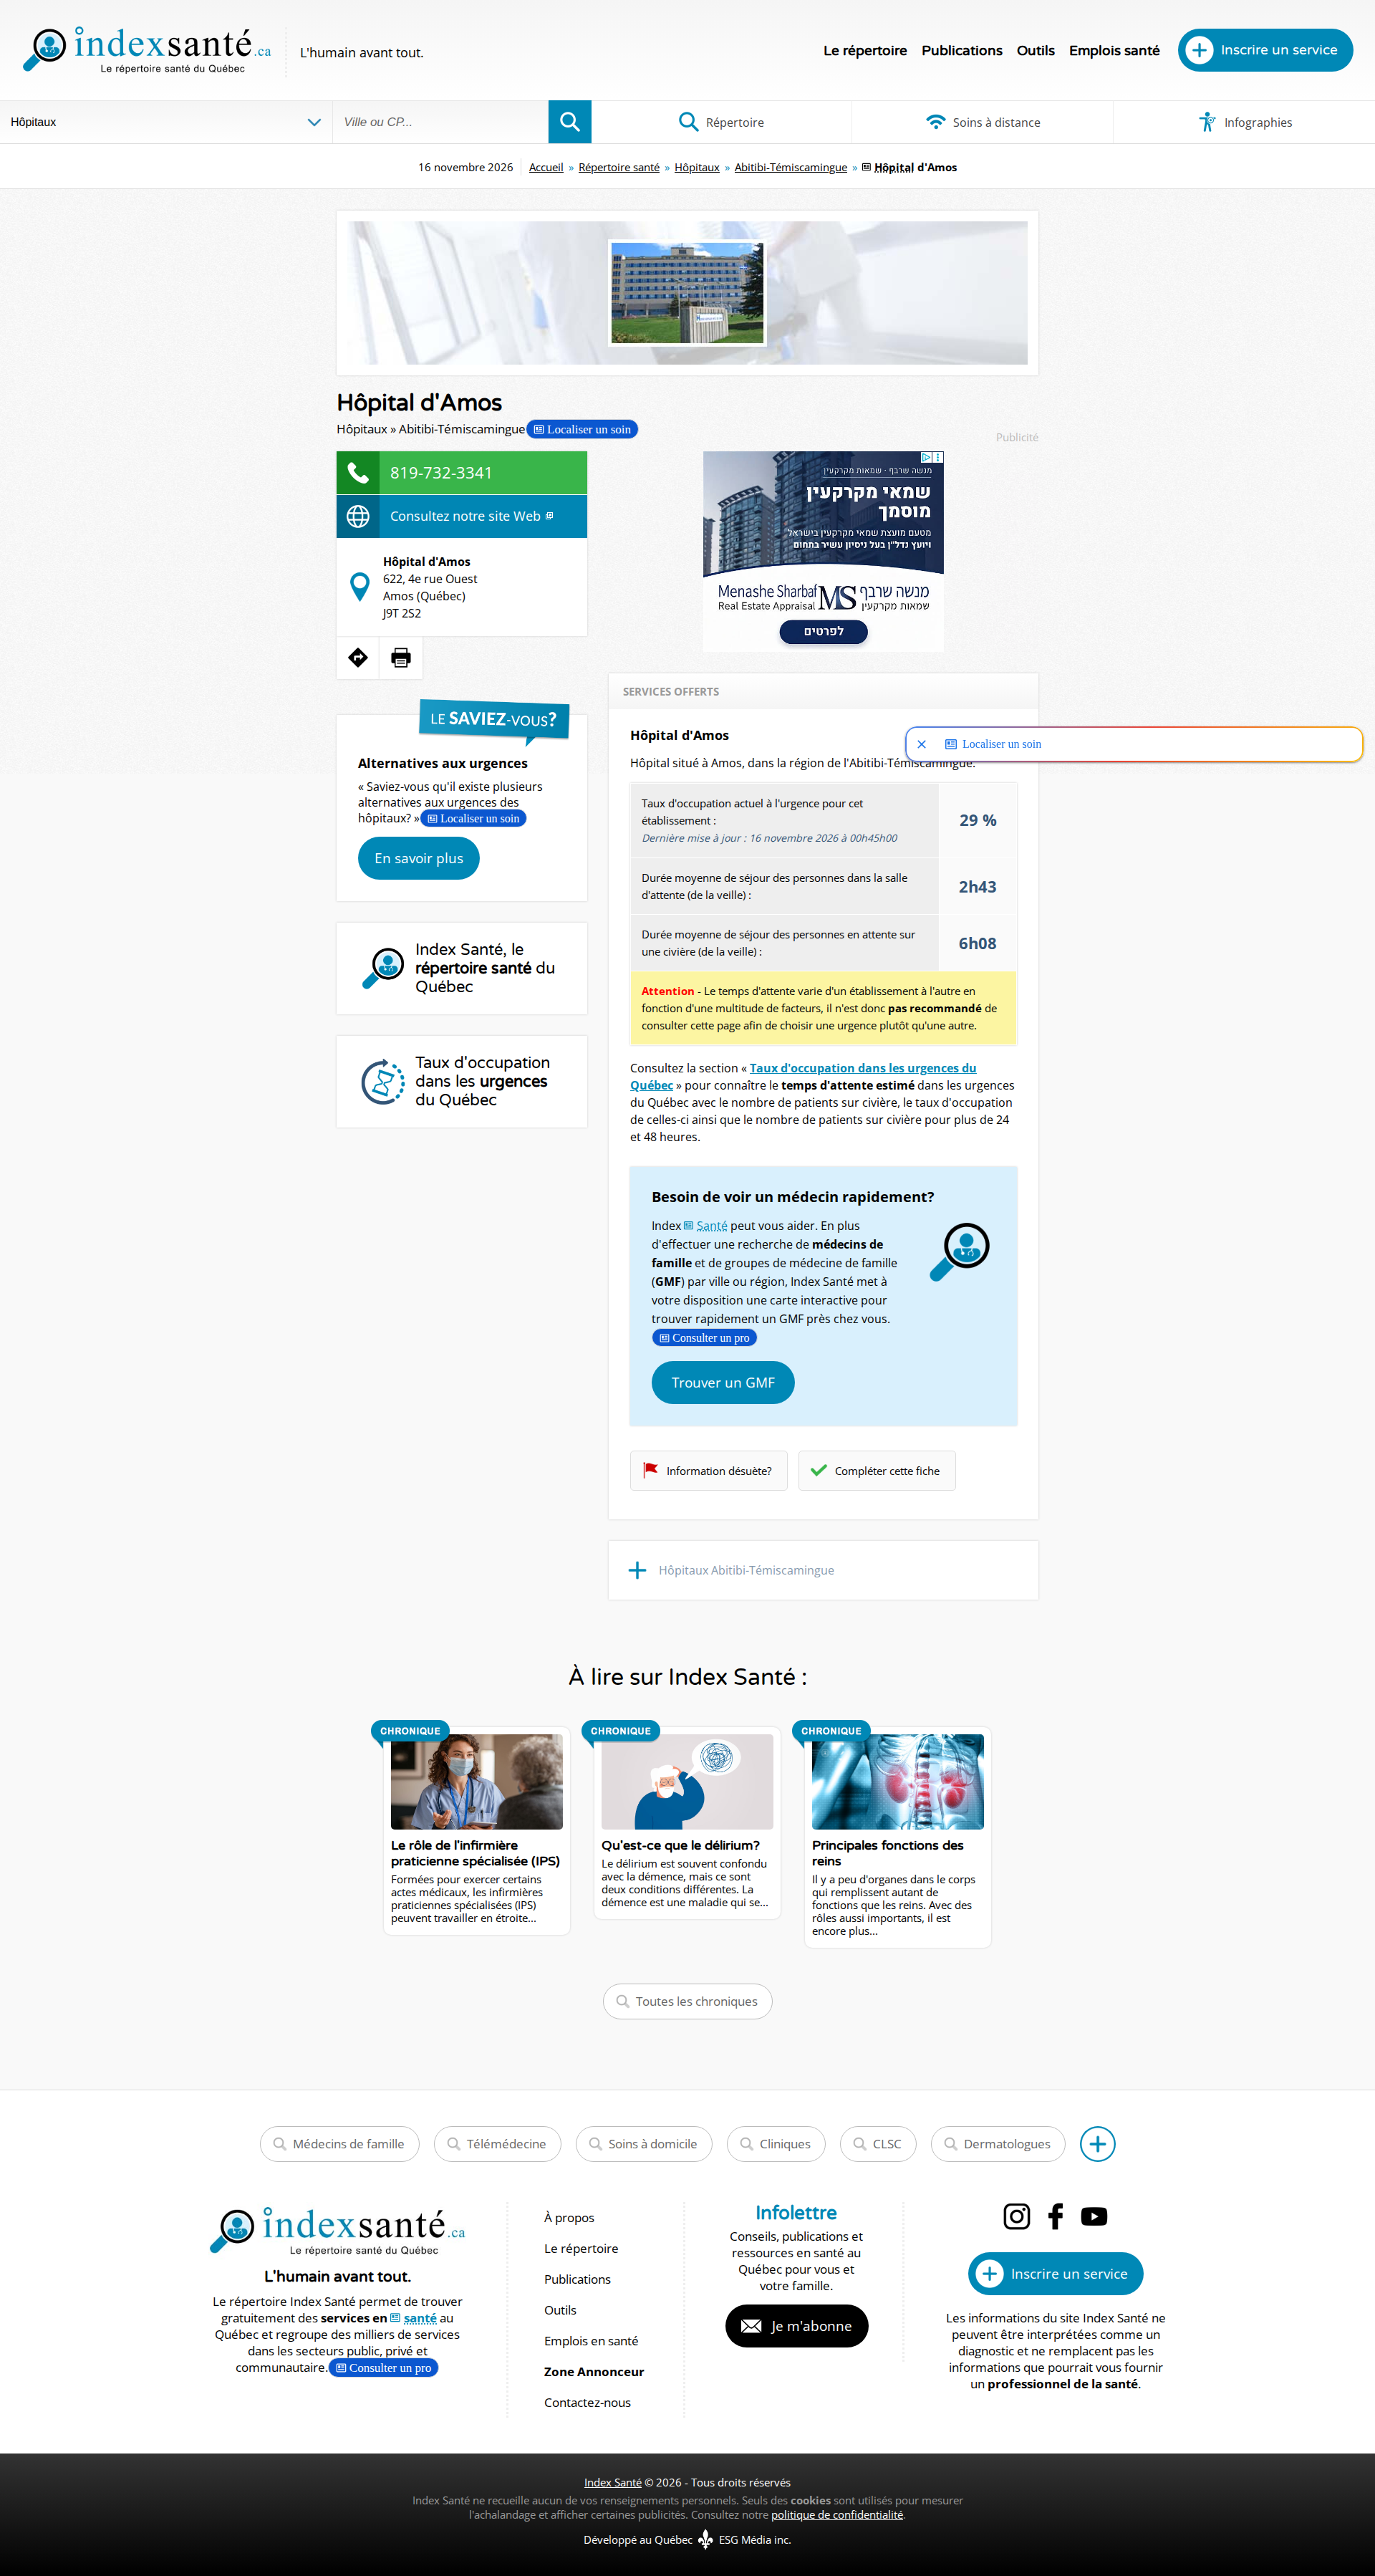 indexsanté.ca
Le répertoire santé du Québec
L'humain avant tout.
Le répertoire
Publications
Outils
Emplois santé
Inscrire un service
Hôpitaux
Ville ou CP...
Répertoire
Soins à distance
Infographies
16 novembre 2026
Accueil » Répertoire santé » Hôpitaux » Abitibi-Témiscamingue » Hôpital d'Amos
Hôpital d'Amos
Hôpitaux » Abitibi-Témiscamingue Localiser un soin
Publicité
819-732-3341
Consultez notre site Web
Hôpital d'Amos
622, 4e rue Ouest
Amos (Québec)
J9T 2S2
מנשה שרבף - שמאות מקרקעין
שמאי מקרקעין
מוסמך
מטעם מועצת שמאי מקרקעין בישראל
ויועץ נדל"ן בעל ניסיון עשיר בתחום
Menashe Sharbaf MS מנשה שרבף
Real Estate Appraisal שמאות מקרקעין
לפרטים
LE SAVIEZ-VOUS?
Alternatives aux urgences
« Saviez-vous qu'il existe plusieurs
alternatives aux urgences des
hôpitaux? » Localiser un soin
En savoir plus
Index Santé, le
répertoire santé du
Québec
Taux d'occupation
dans les urgences
du Québec
SERVICES OFFERTS
Hôpital d'Amos
Hôpital situé à Amos, dans la région de l'Abitibi-Témiscamingue.
Localiser un soin
Taux d'occupation actuel à l'urgence pour cet
établissement :
Dernière mise à jour : 16 novembre 2026 à 00h45h00
29 %
Durée moyenne de séjour des personnes dans la salle
d'attente (de la veille) :
2h43
Durée moyenne de séjour des personnes en attente sur
une civière (de la veille) :
6h08
Attention - Le temps d'attente varie d'un établissement à l'autre en
fonction d'une multitude de facteurs, il n'est donc pas recommandé de
consulter cette page afin de choisir une urgence plutôt qu'une autre.
Consultez la section « Taux d'occupation dans les urgences du
Québec » pour connaître le temps d'attente estimé dans les urgences
du Québec avec le nombre de patients sur civière, le taux d'occupation
de celles-ci ainsi que le nombre de patients sur civière pour plus de 24
et 48 heures.
Besoin de voir un médecin rapidement?
Index Santé peut vous aider. En plus
d'effectuer une recherche de médecins de
famille et de groupes de médecine de famille
(GMF) par ville ou région, Index Santé met à
votre disposition une carte interactive pour
trouver rapidement un GMF près chez vous.
Consulter un pro
Trouver un GMF
Information désuète?
Compléter cette fiche
Hôpitaux Abitibi-Témiscamingue
À lire sur Index Santé :
CHRONIQUE
Le rôle de l'infirmière
praticienne spécialisée (IPS)
Formées pour exercer certains
actes médicaux, les infirmières
praticiennes spécialisées (IPS)
peuvent travailler en étroite...
CHRONIQUE
Qu'est-ce que le délirium?
Le délirium est souvent confondu
avec la démence, mais ce sont
deux conditions différentes. La
démence est une maladie qui se...
CHRONIQUE
Principales fonctions des
reins
Il y a peu d'organes dans le corps
qui remplissent autant de
fonctions que les reins. Avec des
rôles aussi importants, il est
encore plus...
Toutes les chroniques
Médecins de famille
Télémédecine
Soins à domicile
Cliniques
CLSC
Dermatologues
indexsanté.ca
Le répertoire santé du Québec
L'humain avant tout.
Le répertoire Index Santé permet de trouver
gratuitement des services en santé au
Québec et regroupe des milliers de services
dans les secteurs public, privé et
communautaire. Consulter un pro
À propos
Le répertoire
Publications
Outils
Emplois en santé
Zone Annonceur
Contactez-nous
Infolettre
Conseils, publications et
ressources en santé au
Québec pour vous et
votre famille.
Je m'abonne
Inscrire un service
Les informations du site Index Santé ne
peuvent être interprétées comme un
diagnostic et ne remplacent pas les
informations que pourrait vous fournir
un professionnel de la santé.
Index Santé © 2026 - Tous droits réservés
Index Santé ne recueille aucun de vos renseignements personnels. Seuls des cookies sont utilisés pour mesurer
l'achalandage et afficher certaines publicités. Consultez notre politique de confidentialité.
Développé au Québec ESG Média inc.